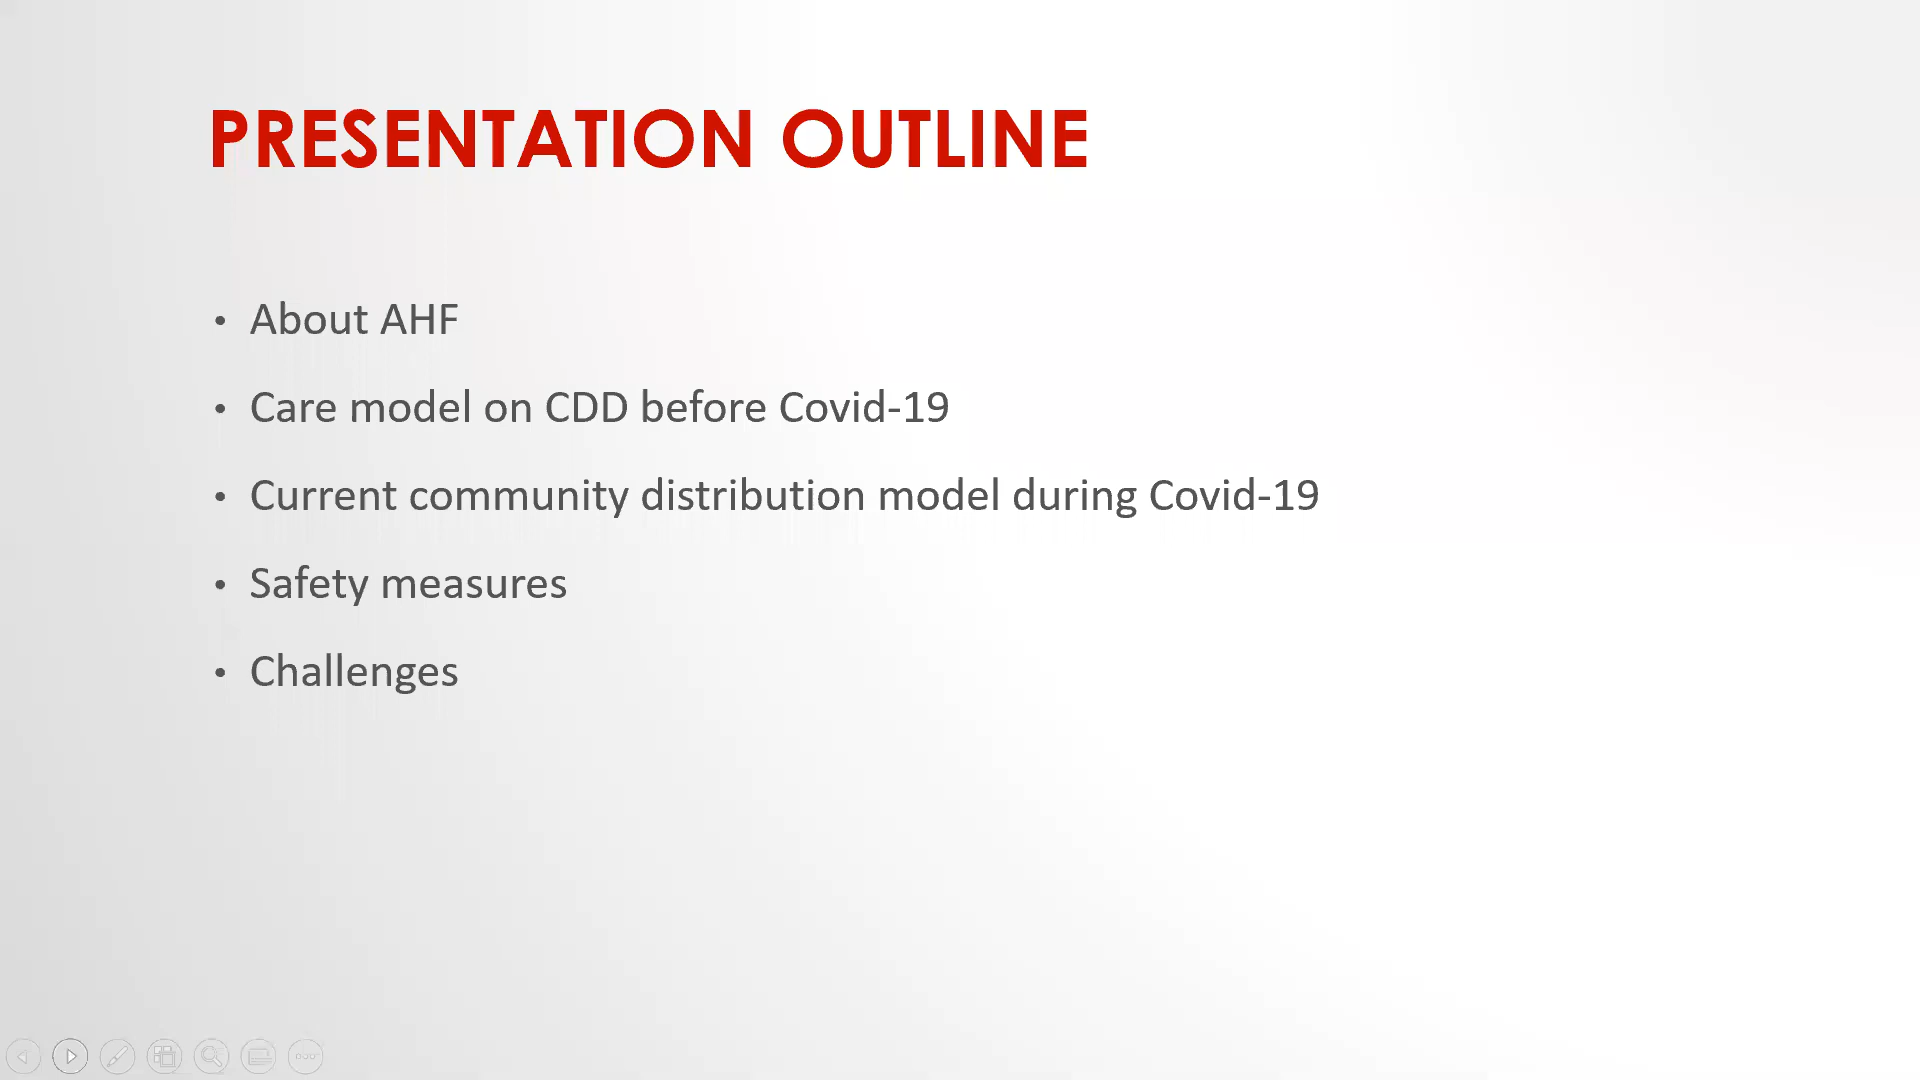 PRESENTATION OUTLINE
• About AHF
• Care model on CDD before Covid-19
• Current community distribution model during Covid-19
• Safety measures
• Challenges